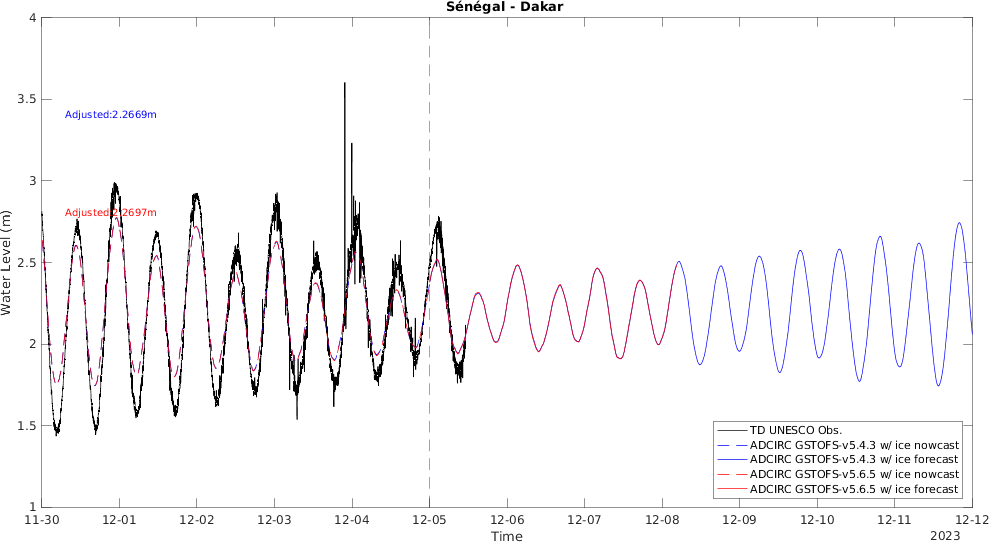 Sénégal - Dakar
4
3.5
3
2.5
2
1.5
1
Water Level (m)
Adjusted:2.2669m
Adjusted:2.2697m
TD UNESCO Obs.
ADCIRC GSTOFS-v5.4.3 w/ ice nowcast
ADCIRC GSTOFS-v5.4.3 w/ ice forecast
ADCIRC GSTOFS-v5.6.5 w/ ice nowcast
ADCIRC GSTOFS-v5.6.5 w/ ice forecast
11-30 12-01 12-02 12-03 12-04 12-05 12-06 12-07 12-08 12-09 12-10 12-11 12-12
Time
2023